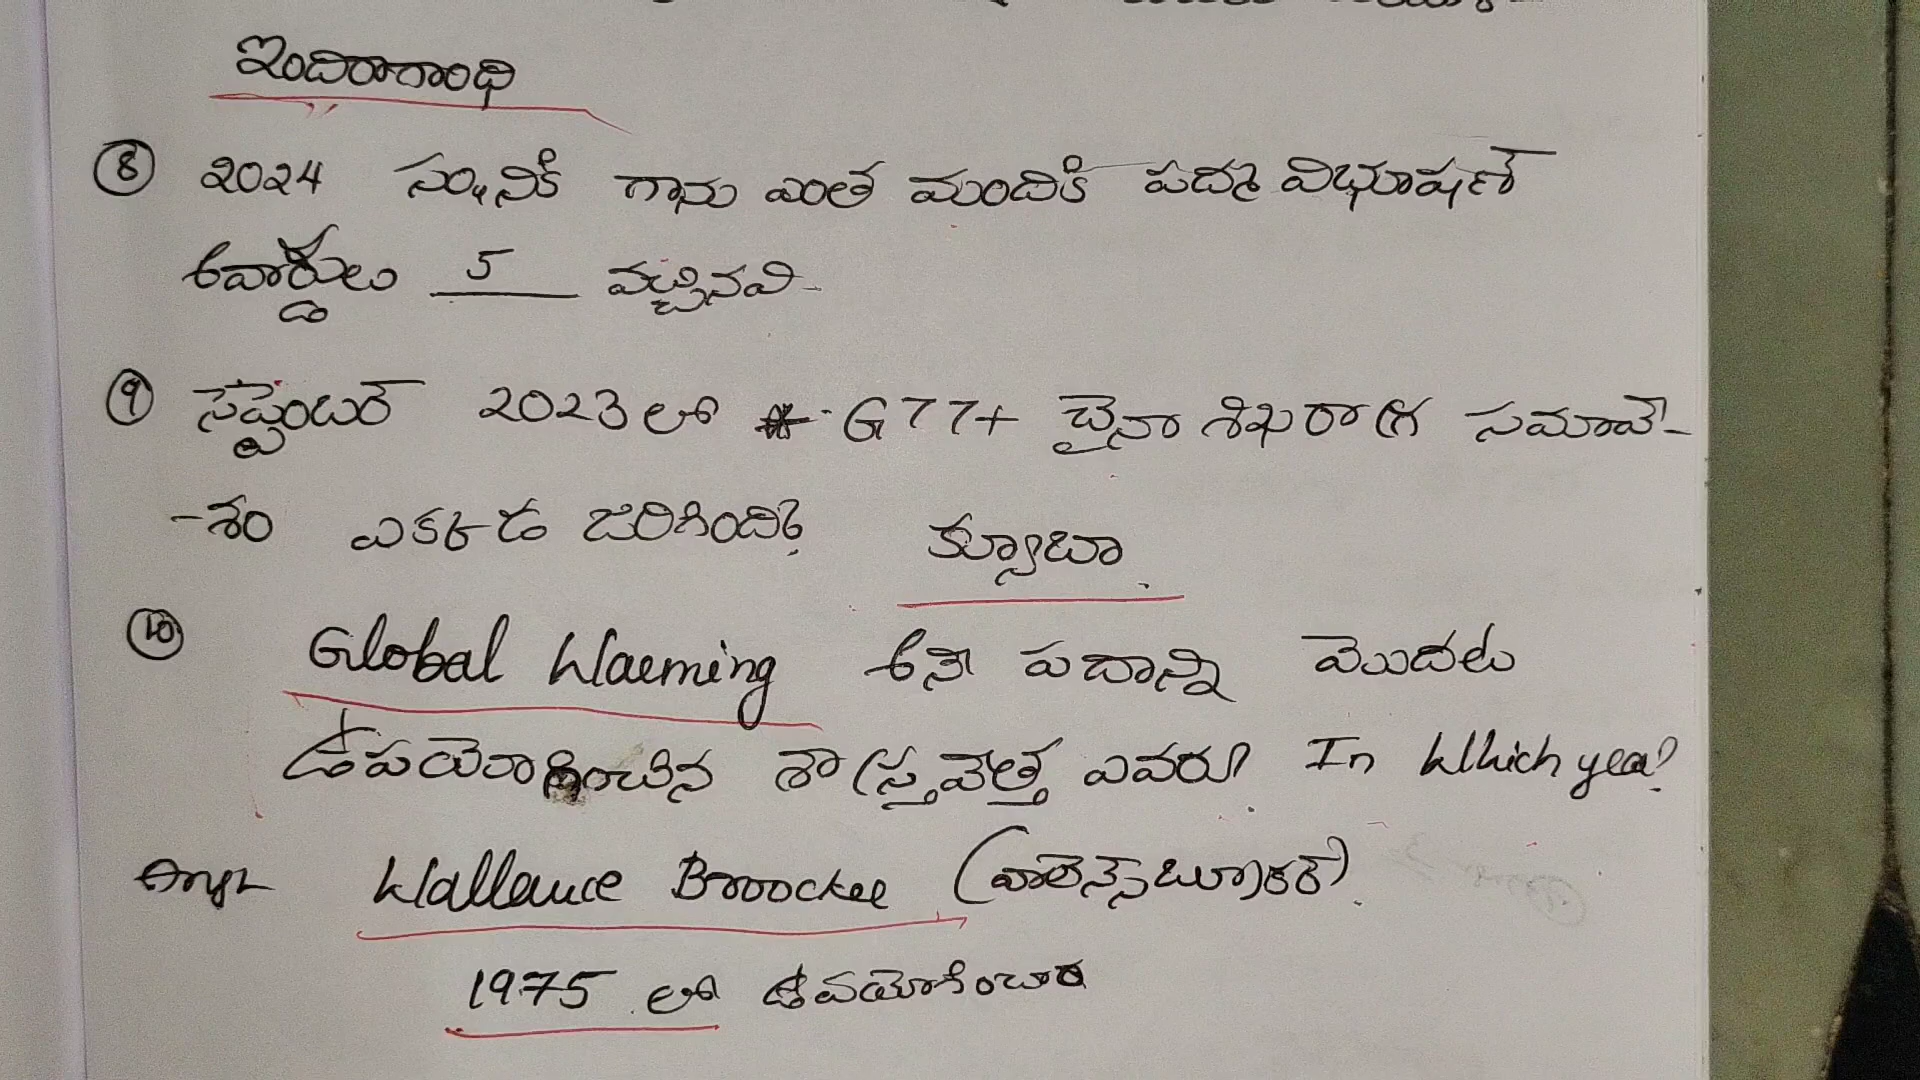 ఇందిరాగాంధి
⑧ 2024 సం,నికి గాను ఎంత మందికి పద్మ విభూషణ్
అవార్డులు 5 వచ్చినవి.
⑨ సెప్టెంబర్ 2023 లో G77+ చైనా శిఖరాగ్ర సమావే-
-శం ఎక్కడ జరిగింది? క్యూబా.
⑩ Global Warming అనే పదాన్ని మొదట
ఉపయోగించిన శాస్త్రవేత్త ఎవరు? In Which year?
Ans:- Wallance Broocker (వాలెన్స్ బ్రూకర్).
1975 లో ఉపయోగించారు